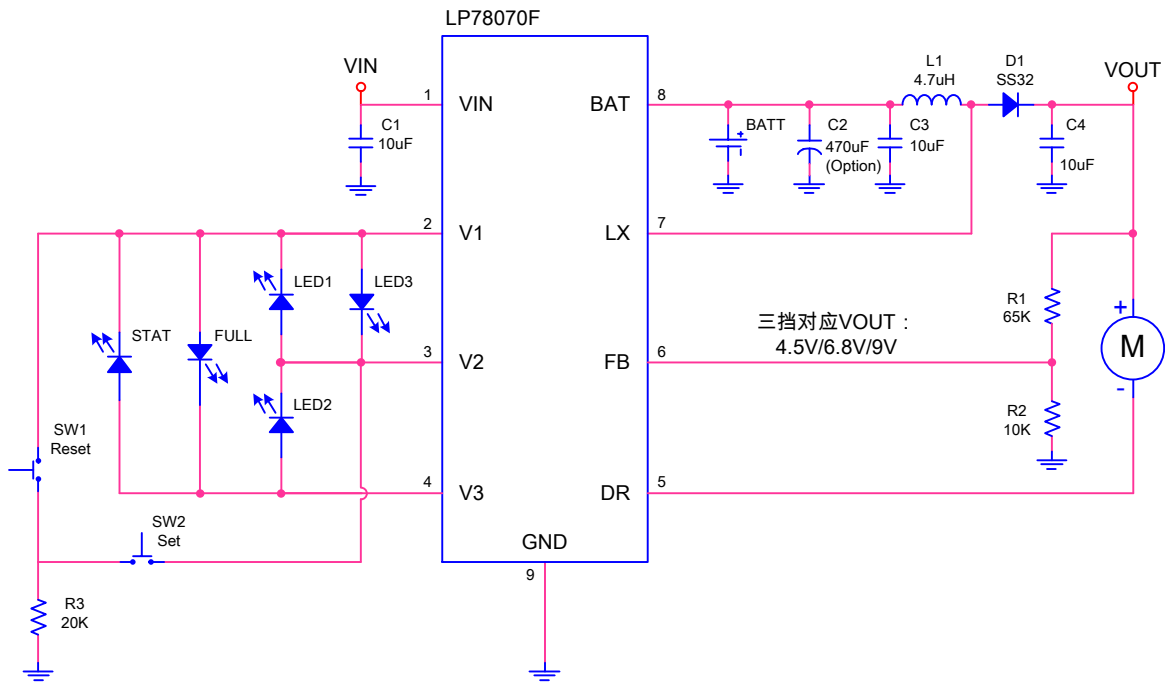 LP78070F
VIN
1
VIN
C1
10uF
BAT
8
BATT
+
-
C2
470uF
(Option)
C3
10uF
L1
4.7uH
D1
SS32
VOUT
C4
10uF
2
V1
LX
7
STAT
FULL
LED1
LED3
LED2
3
V2
三挡对应VOUT：
4.5V/6.8V/9V
FB
6
R1
65K
R2
10K
+
M
-
SW1
Reset
4
V3
DR
5
SW2
Set
GND
9
R3
20K